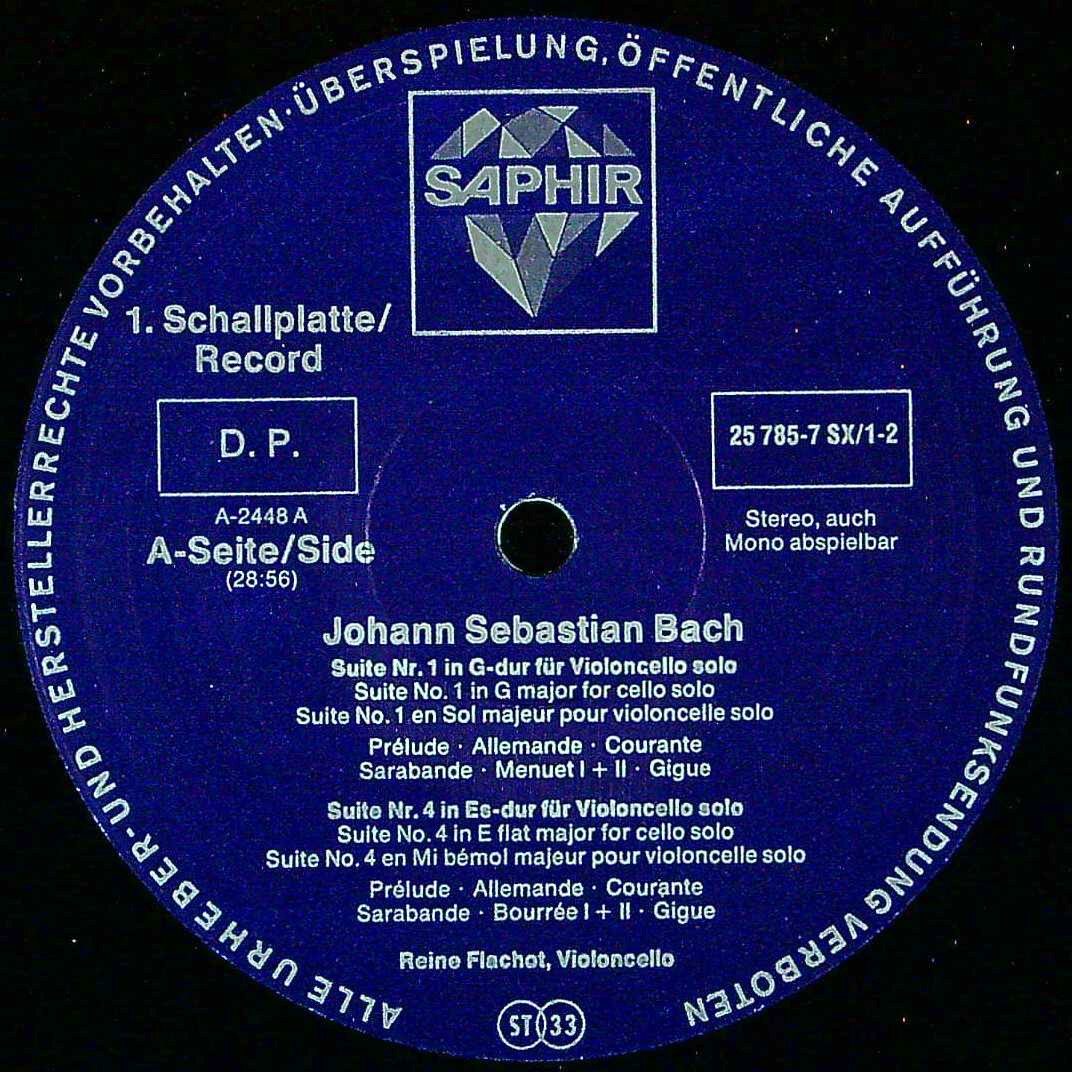 ALLE URHEBER- UND HERSTELLERRECHTE VORBEHALTEN · ÜBERSPIELUNG, ÖFFENTLICHE AUFFÜHRUNG UND RUNDFUNKSENDUNG VERBOTEN
SAPHIR
1. Schallplatte/
Record
D. P.
25 785-7 SX/1-2
A-2448 A
A-Seite/Side
(28:56)
Stereo, auch
Mono abspielbar
Johann Sebastian Bach
Suite Nr. 1 in G-dur für Violoncello solo
Suite No. 1 in G major for cello solo
Suite No. 1 en Sol majeur pour violoncelle solo
Prélude · Allemande · Courante
Sarabande · Menuet I + II · Gigue
Suite Nr. 4 in Es-dur für Violoncello solo
Suite No. 4 in E flat major for cello solo
Suite No. 4 en Mi bémol majeur pour violoncelle solo
Prélude · Allemande · Courante
Sarabande · Bourrée I + II · Gigue
Reine Flachot, Violoncello
ST 33